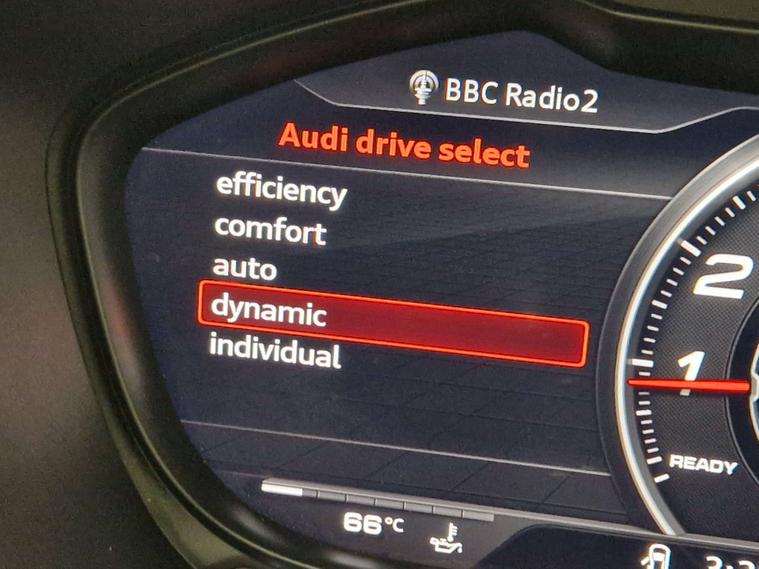 BBC Radio2
Audi drive select
efficiency
comfort
auto
dynamic
individual
2
1
READY
66°C